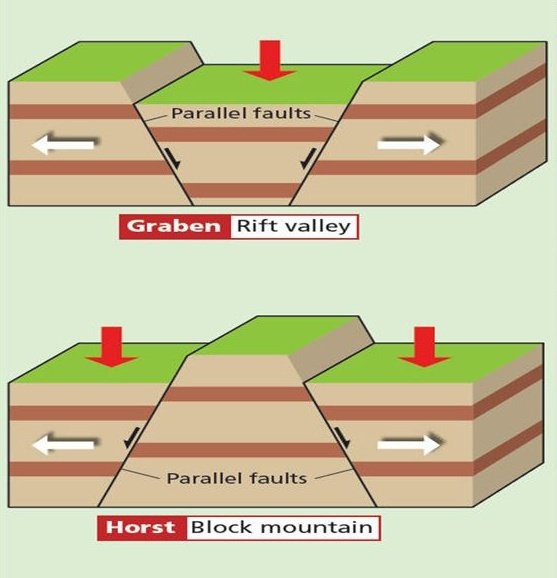 Parallel faults
Graben Rift valley
Parallel faults
Horst Block mountain